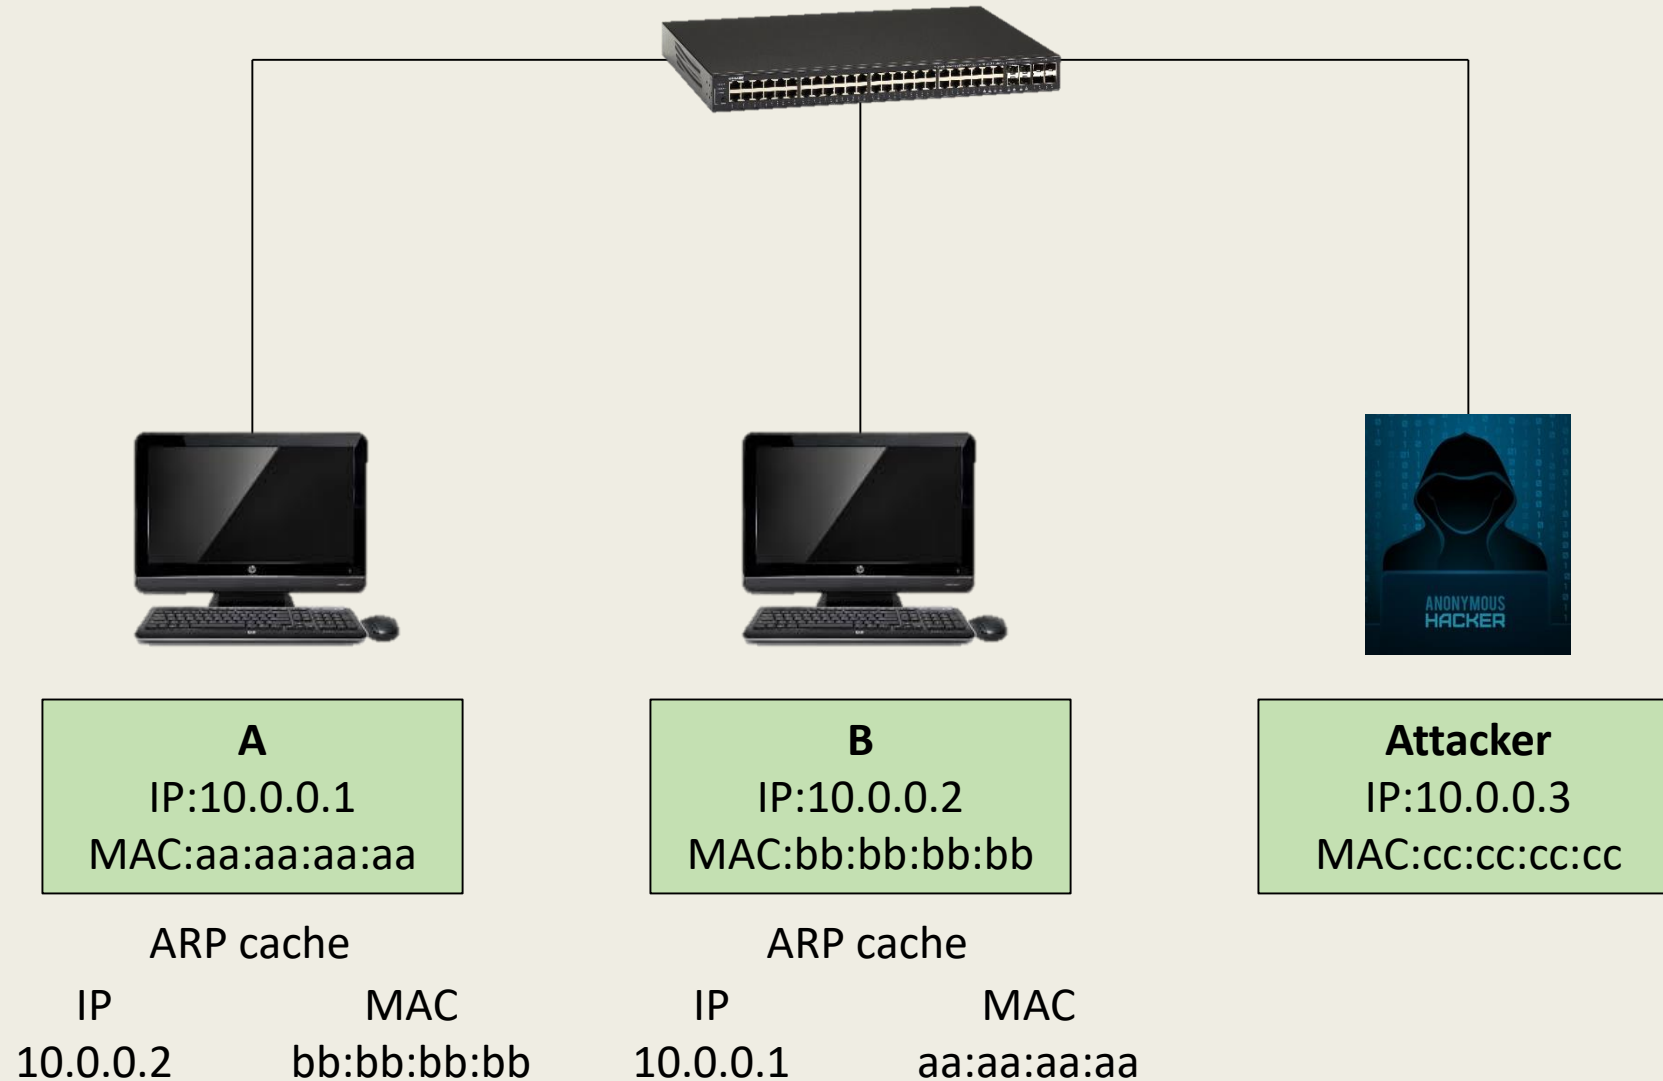 ANONYMOUS
HACKER
A
IP:10.0.0.1
MAC:aa:aa:aa:aa
B
IP:10.0.0.2
MAC:bb:bb:bb:bb
Attacker
IP:10.0.0.3
MAC:cc:cc:cc:cc
ARP cache
IP MAC
10.0.0.2 bb:bb:bb:bb
ARP cache
IP MAC
10.0.0.1 aa:aa:aa:aa